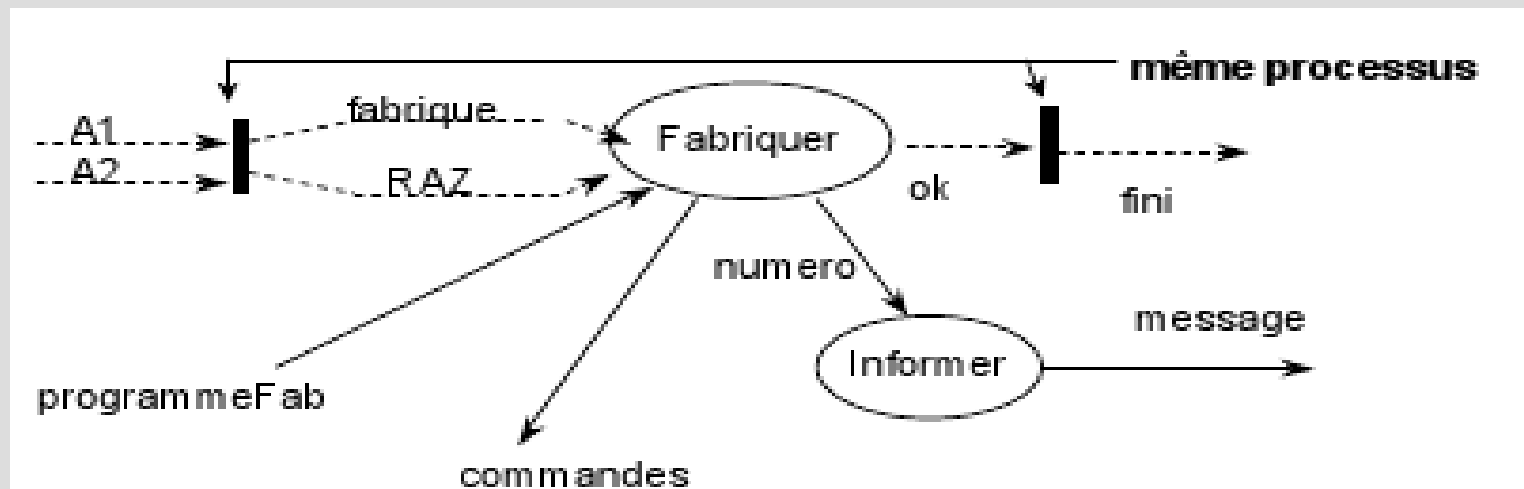 même processus
A1
fabrique
A2
RAZ
Fabriquer
ok
fini
numero
message
Informer
programmeFab
commandes